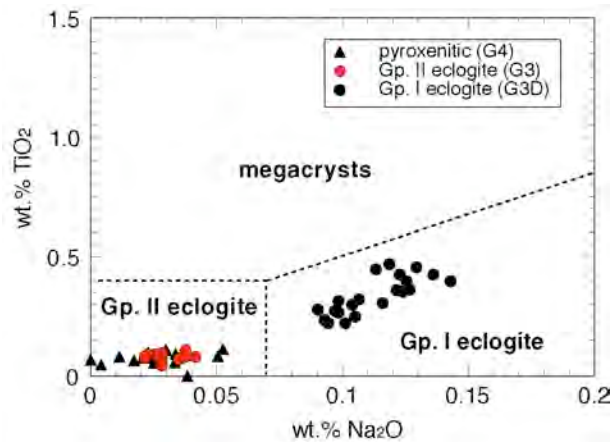 1.5
pyroxenitic (G4)
Gp. II eclogite (G3)
Gp. I eclogite (G3D)
1.0
wt.% TiO2
megacrysts
0.5
Gp. II eclogite
Gp. I eclogite
0
0 0.05 0.1 0.15 0.2
wt.% Na2O